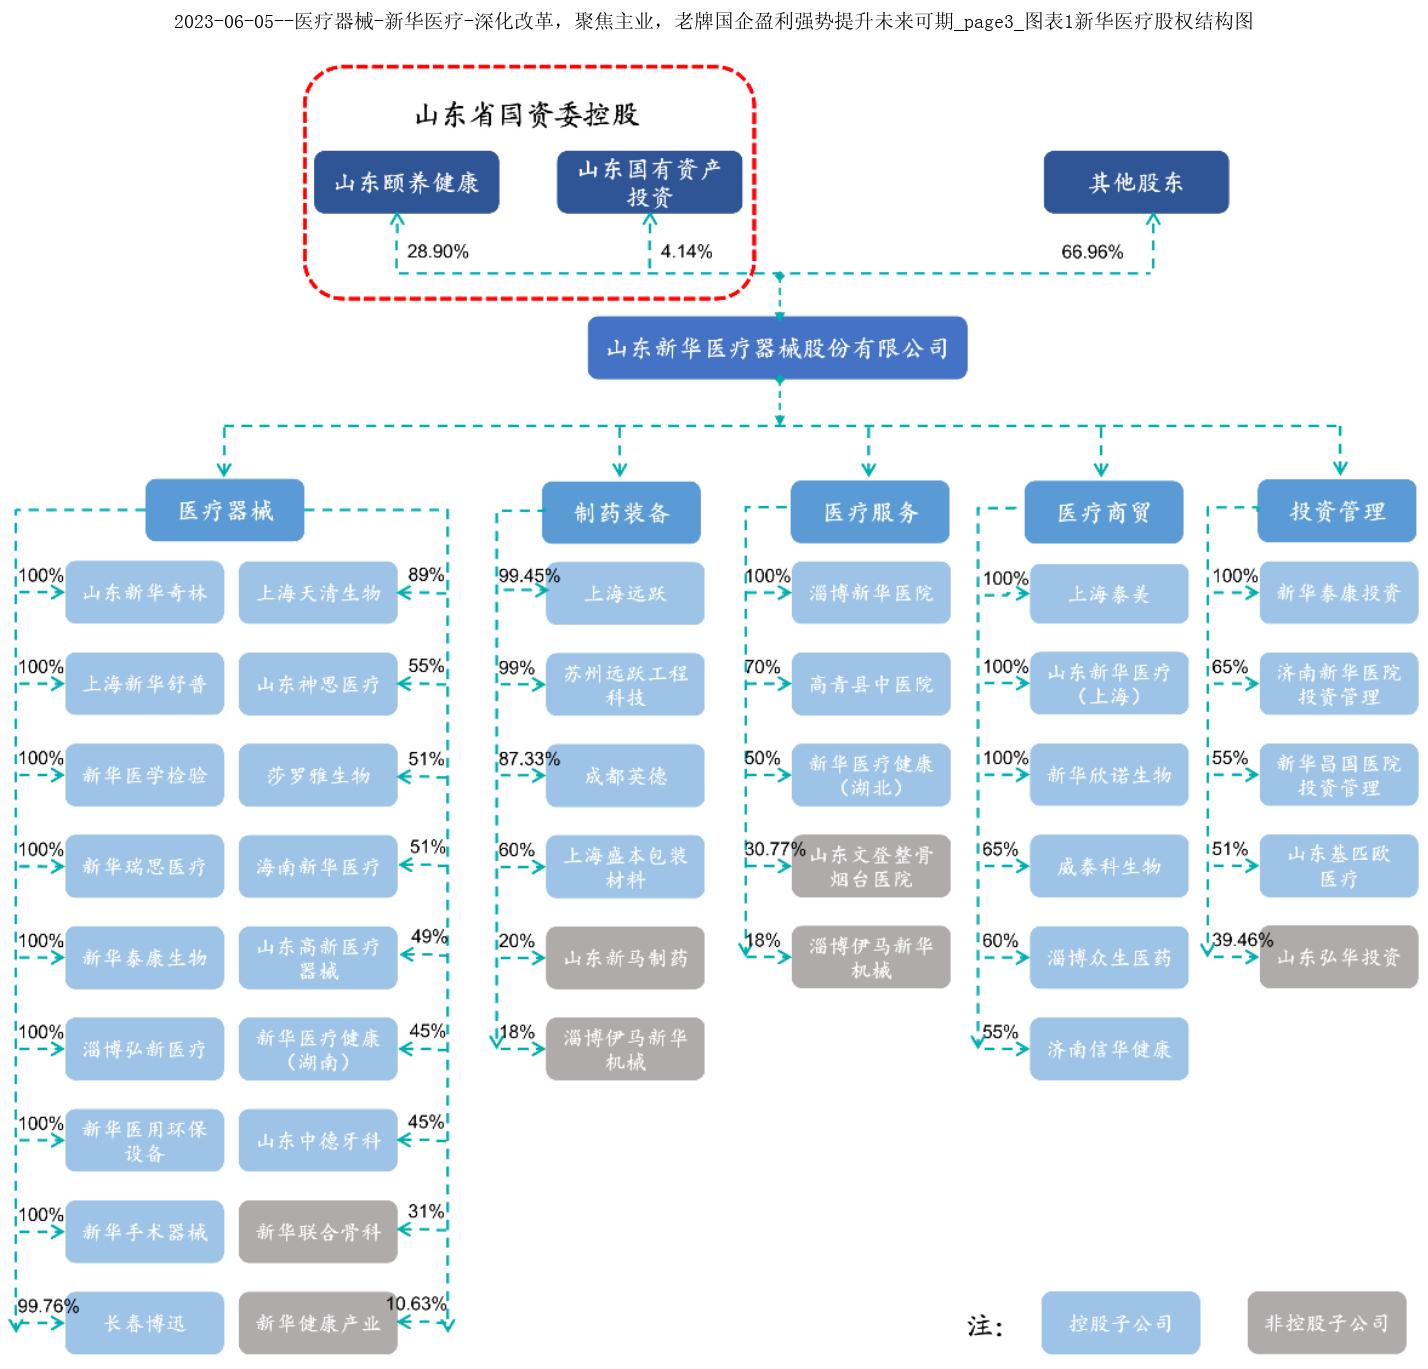 2023-06-05--医疗器械-新华医疗-深化改革，聚焦主业，老牌国企盈利强势提升未来可期_page3_图表1新华医疗股权结构图
山东省国资委控股
山东颐养健康
山东国有资产
投资
其他股东
28.90%
4.14%
66.96%
山东新华医疗器械股份有限公司
医疗器械
制药装备
医疗服务
医疗商贸
投资管理
100%
山东新华奇林
上海天清生物
89%
99.45%
上海远跃
100%
淄博新华医院
100%
上海泰美
100%
新华泰康投资
100%
上海新华舒普
山东神思医疗
55%
99%
苏州远跃工程
科技
70%
高青县中医院
100%
山东新华医疗
（上海）
65%
济南新华医院
投资管理
100%
新华医学检验
莎罗雅生物
51%
87.33%
成都英德
50%
新华医疗健康
（湖北）
100%
新华欣诺生物
55%
新华昌国医院
投资管理
100%
新华瑞思医疗
海南新华医疗
51%
60%
上海盛本包装
材料
30.77%
山东文登整骨
烟台医院
65%
威泰科生物
51%
山东基匹欧
医疗
100%
新华泰康生物
山东高新医疗
器械
49%
20%
山东新马制药
18%
淄博伊马新华
机械
60%
淄博众生医药
39.46%
山东弘华投资
100%
淄博弘新医疗
新华医疗健康
（湖南）
45%
18%
淄博伊马新华
机械
55%
济南信华健康
100%
新华医用环保
设备
山东中德牙科
45%
100%
新华手术器械
新华联合骨科
31%
99.76%
长春博迅
新华健康产业
10.63%
注：
控股子公司
非控股子公司